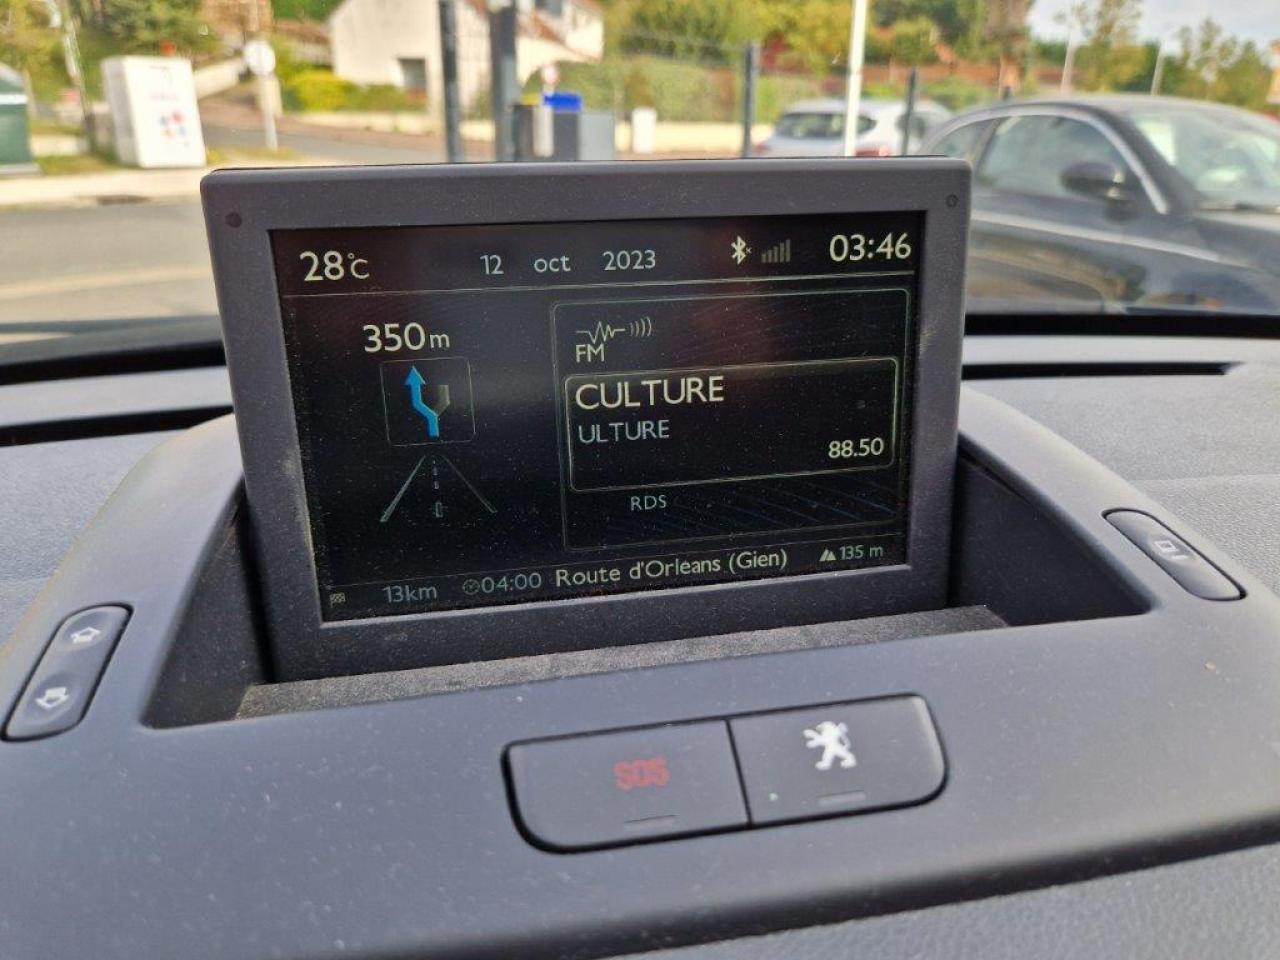 28°C 12 oct 2023 03:46
350m
FM
CULTURE
ULTURE
88.50
RDS
13km 04:00 Route d'Orléans (Gien) 135 m
SOS